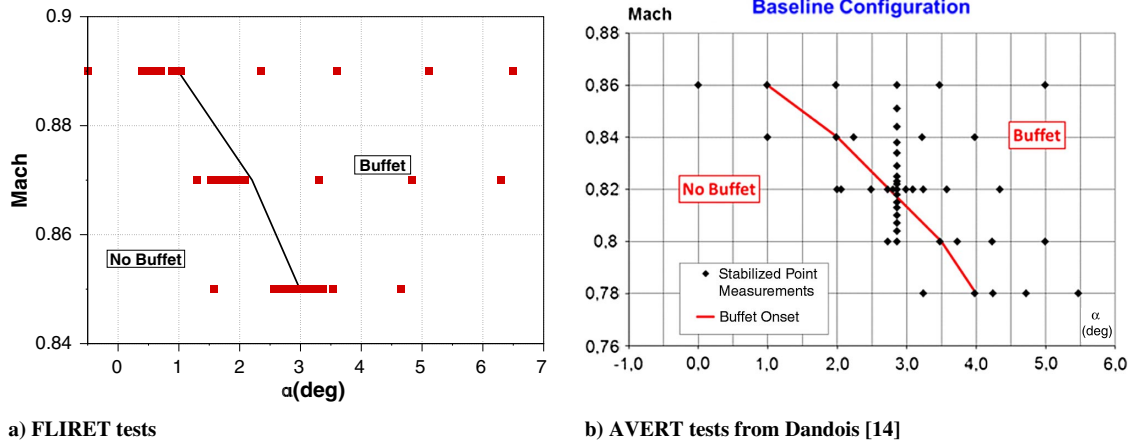 0.9
0.88
0.86
0.84
Mach
Buffet
No Buffet
0 1 2 3 4 5 6 7
α(deg)
a) FLIRET tests
Baseline Configuration
Mach
0,88
0,86
0,84
0,82
0,8
0,78
0,76
Buffet
No Buffet
Stabilized Point
Measurements
Buffet Onset
α
(deg)
-1,0 0,0 1,0 2,0 3,0 4,0 5,0 6,0
b) AVERT tests from Dandois [14]